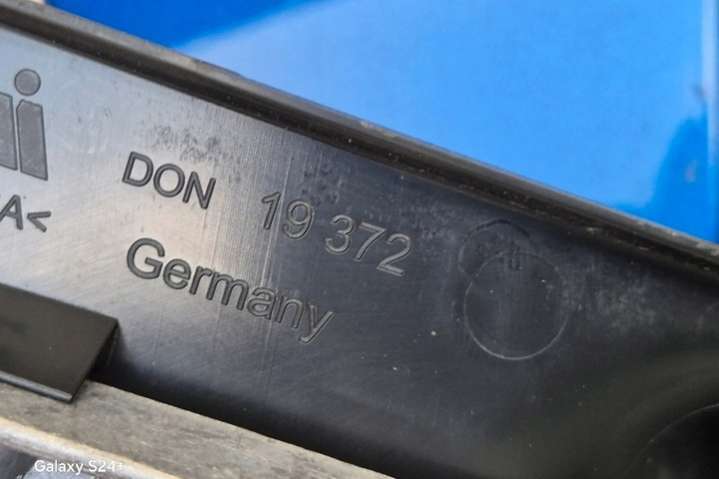 DON 19 372
A<
Germany
Galaxy S24+